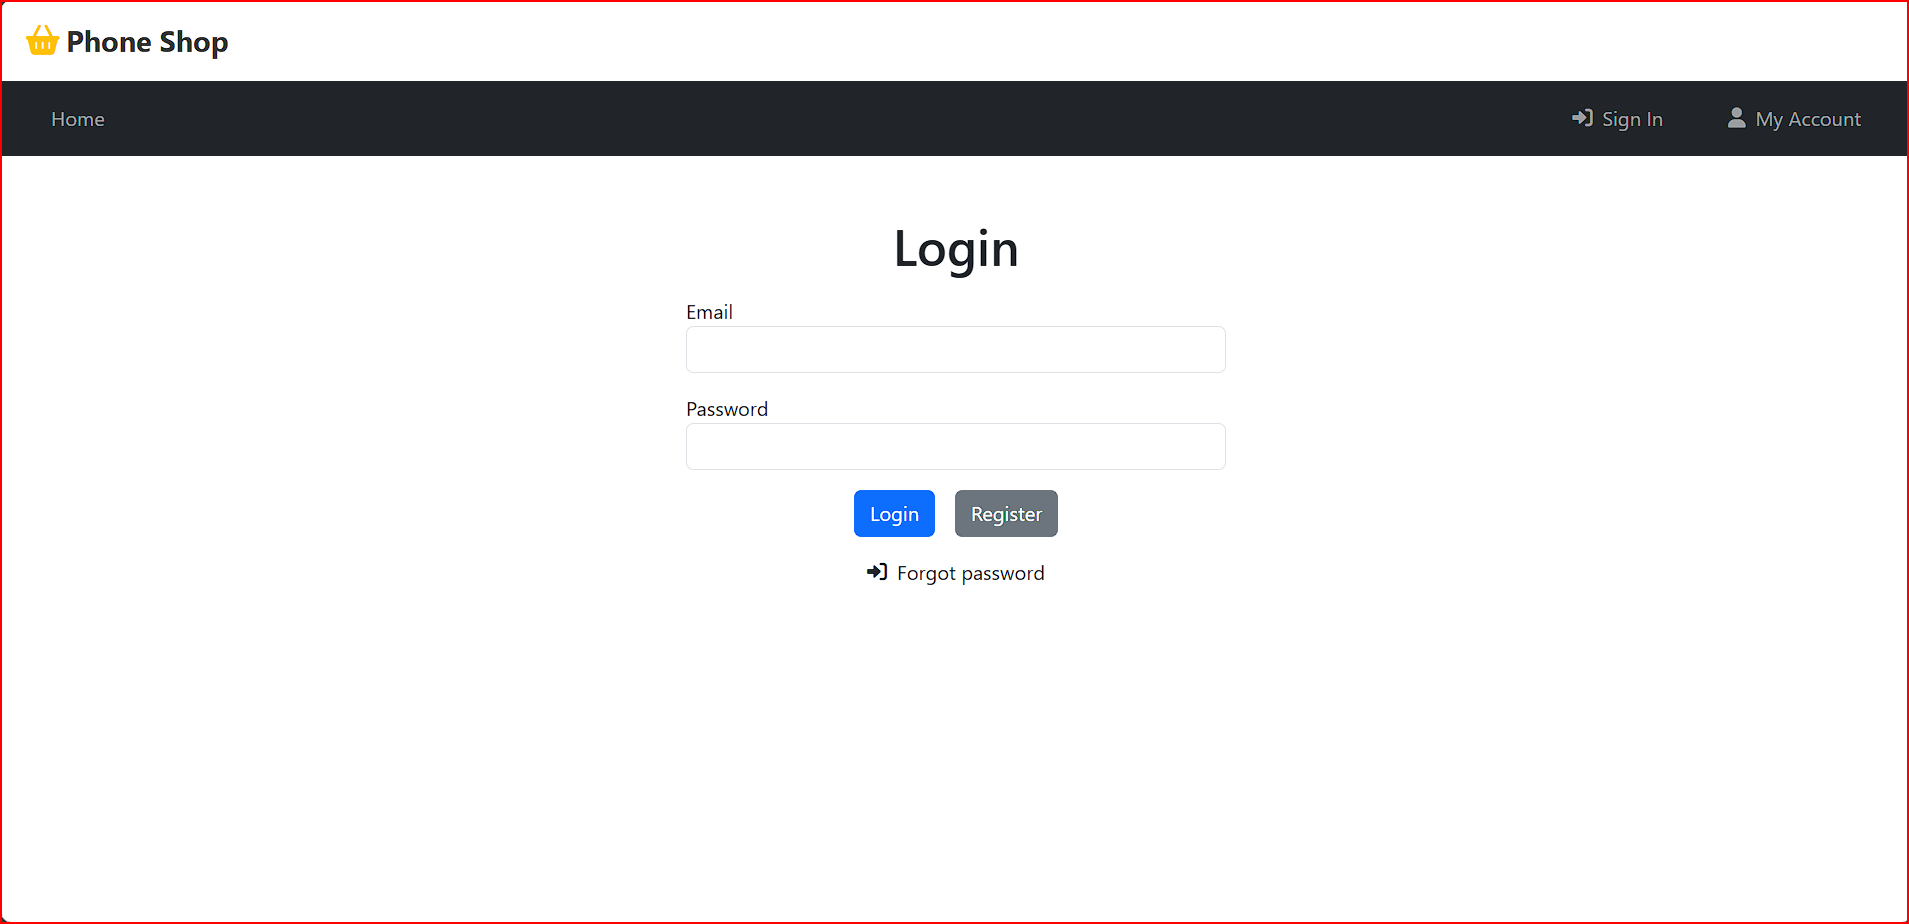 Phone Shop
Home
Sign In
My Account
Login
Email
Password
Login
Register
Forgot password